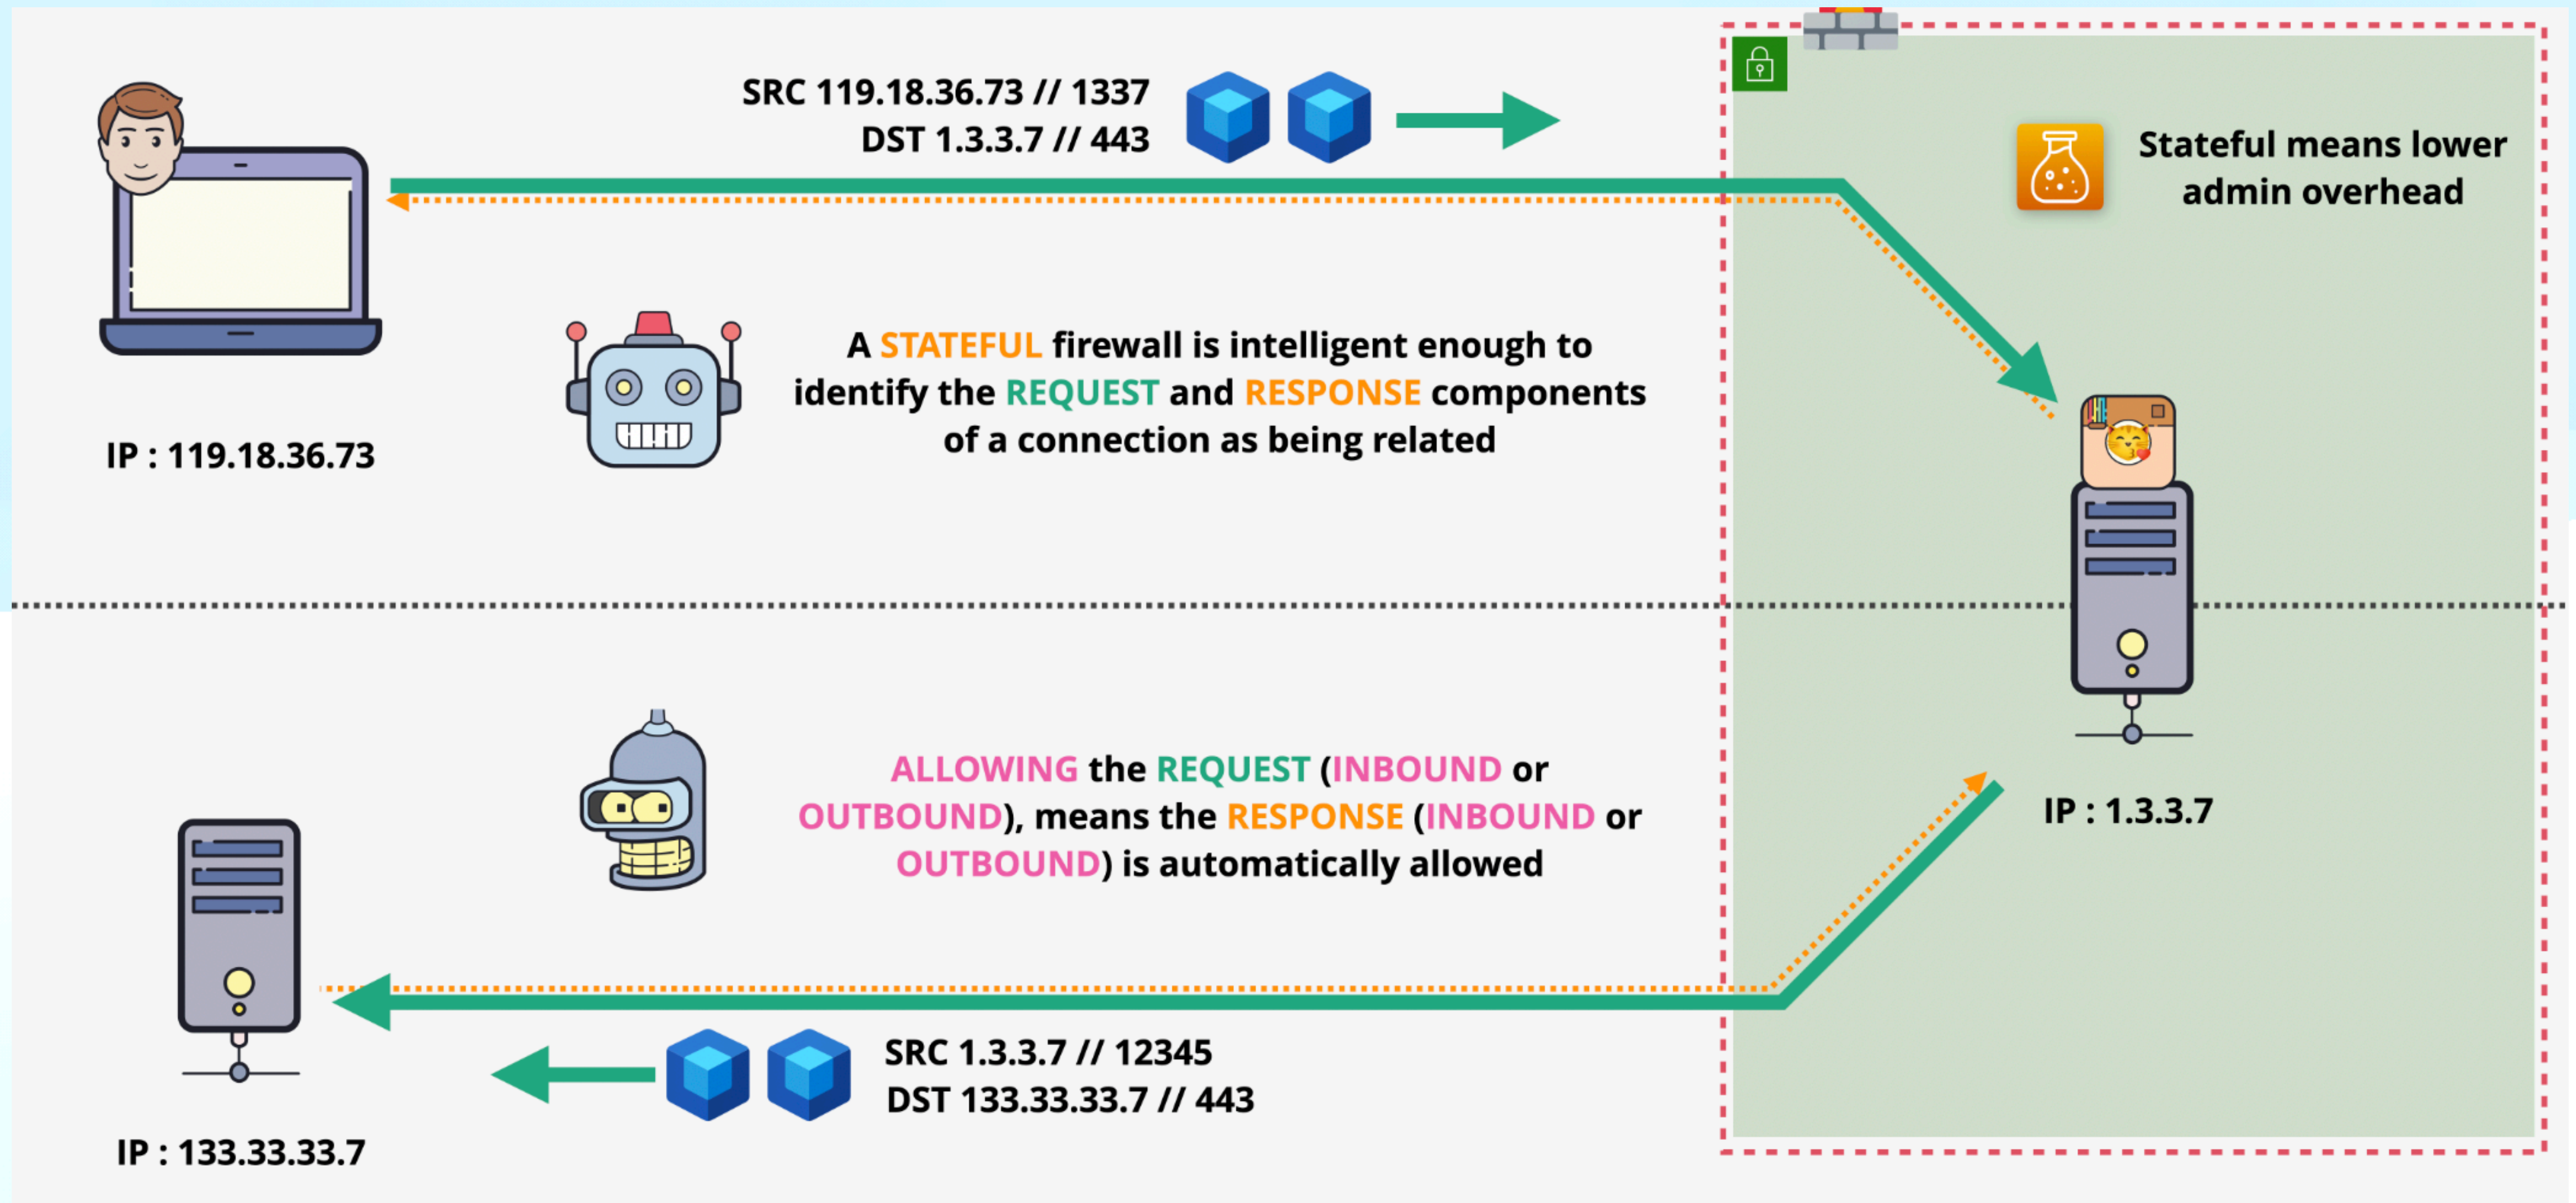 SRC 119.18.36.73 // 1337
DST 1.3.3.7 // 443
Stateful means lower
admin overhead
A STATEFUL firewall is intelligent enough to
identify the REQUEST and RESPONSE components
of a connection as being related
IP : 119.18.36.73
ALLOWING the REQUEST (INBOUND or
OUTBOUND), means the RESPONSE (INBOUND or
OUTBOUND) is automatically allowed
IP : 1.3.3.7
SRC 1.3.3.7 // 12345
DST 133.33.33.7 // 443
IP : 133.33.33.7